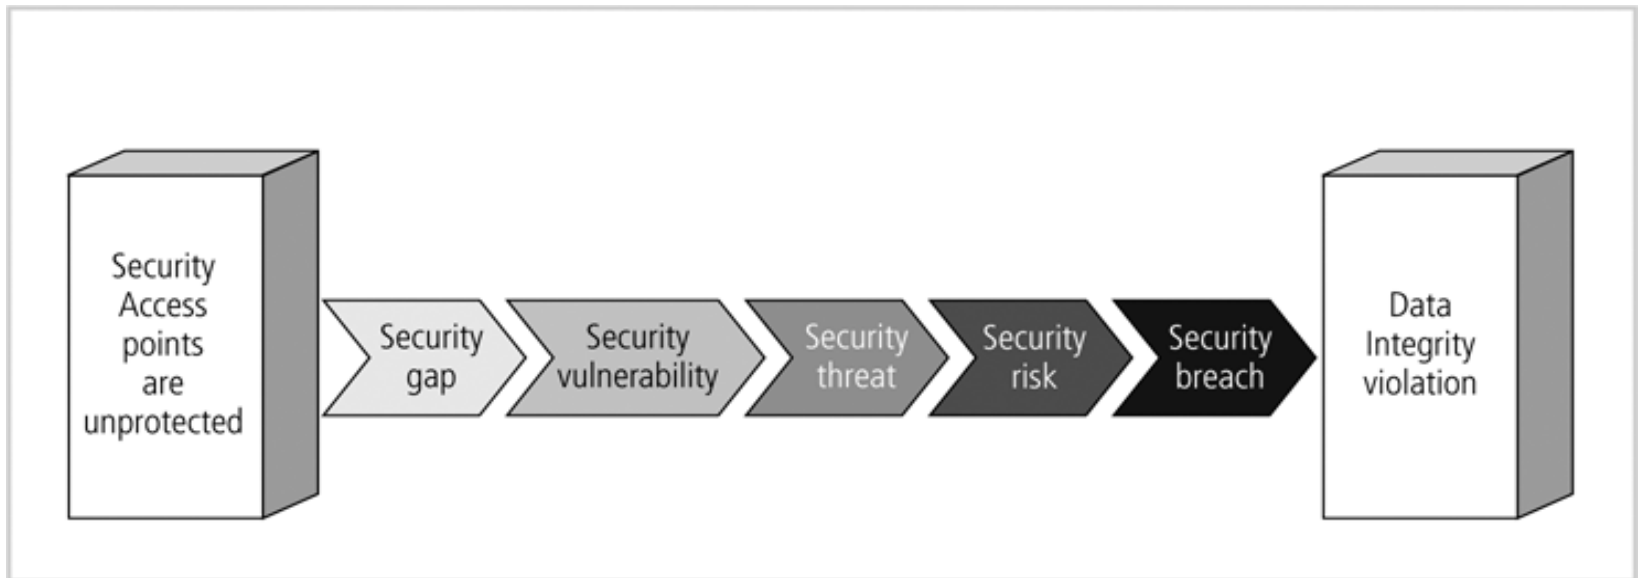 Security
Access
points
are
unprotected
Security
gap
Security
vulnerability
Security
threat
Security
risk
Security
breach
Data
Integrity
violation